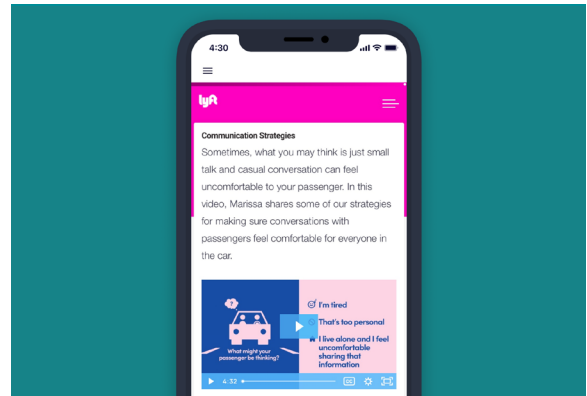 4:30
lyft
Communication Strategies
Sometimes, what you may think is just small
talk and casual conversation can feel
uncomfortable to your passenger. In this
video, Marissa shares some of our strategies
for making sure conversations with
passengers feel comfortable for everyone in
the car.
?
What might your
passenger be thinking?
I'm tired
That's too personal
I live alone and I feel
uncomfortable
sharing that
information
4:32
CC